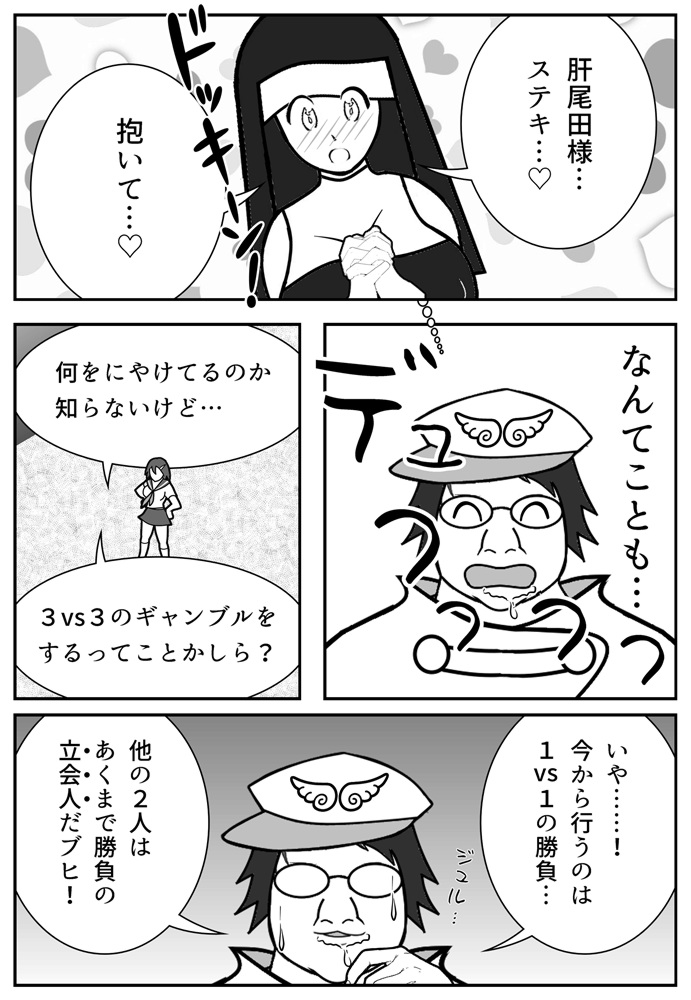 肝尾田様…
ステキ…♡
抱いて…♡
ドッキーン！
なんてことも…
デュフフフフフ
何をにやけてるのか
知らないけど…
３vs３のギャンブルを
するってことかしら？
いや……！
今から行うのは
１vs１の勝負…
ジュル…
他の２人は
あくまで勝負の
立会人だブヒ！